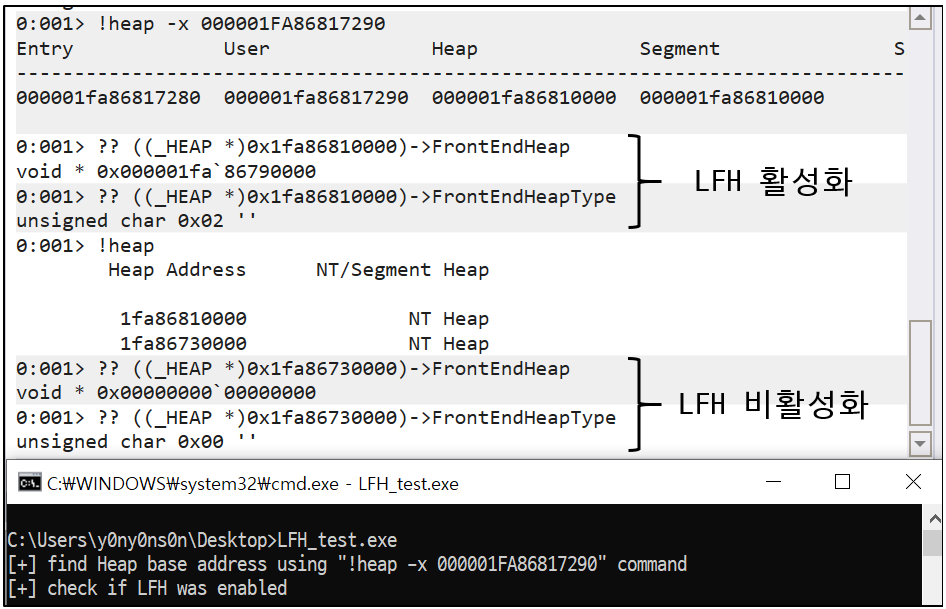 0:001> !heap -x 000001FA86817290
Entry User Heap Segment S
-----------------------------------------------------------------------------
000001fa86817280 000001fa86817290 000001fa86810000 000001fa86810000
0:001> ?? ((_HEAP *)0x1fa86810000)->FrontEndHeap
void * 0x000001fa`86790000
0:001> ?? ((_HEAP *)0x1fa86810000)->FrontEndHeapType
unsigned char 0x02 ''
LFH 활성화
0:001> !heap
Heap Address NT/Segment Heap
1fa86810000 NT Heap
1fa86730000 NT Heap
0:001> ?? ((_HEAP *)0x1fa86730000)->FrontEndHeap
void * 0x00000000`00000000
0:001> ?? ((_HEAP *)0x1fa86730000)->FrontEndHeapType
unsigned char 0x00 ''
LFH 비활성화
C:₩WINDOWS₩system32₩cmd.exe - LFH_test.exe
C:\Users\y0ny0ns0n\Desktop>LFH_test.exe
[+] find Heap base address using "!heap -x 000001FA86817290" command
[+] check if LFH was enabled